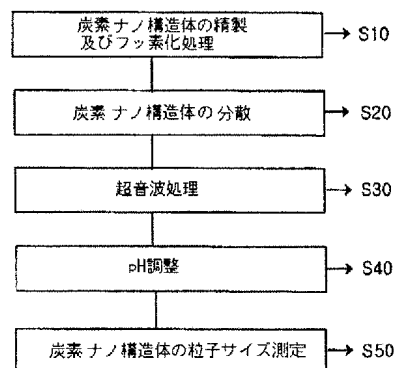 炭素ナノ構造体の精製
及びフッ素化処理 S10
炭素ナノ構造体の分散 S20
超音波処理 S30
pH調整 S40
炭素ナノ構造体の粒子サイズ測定 S50